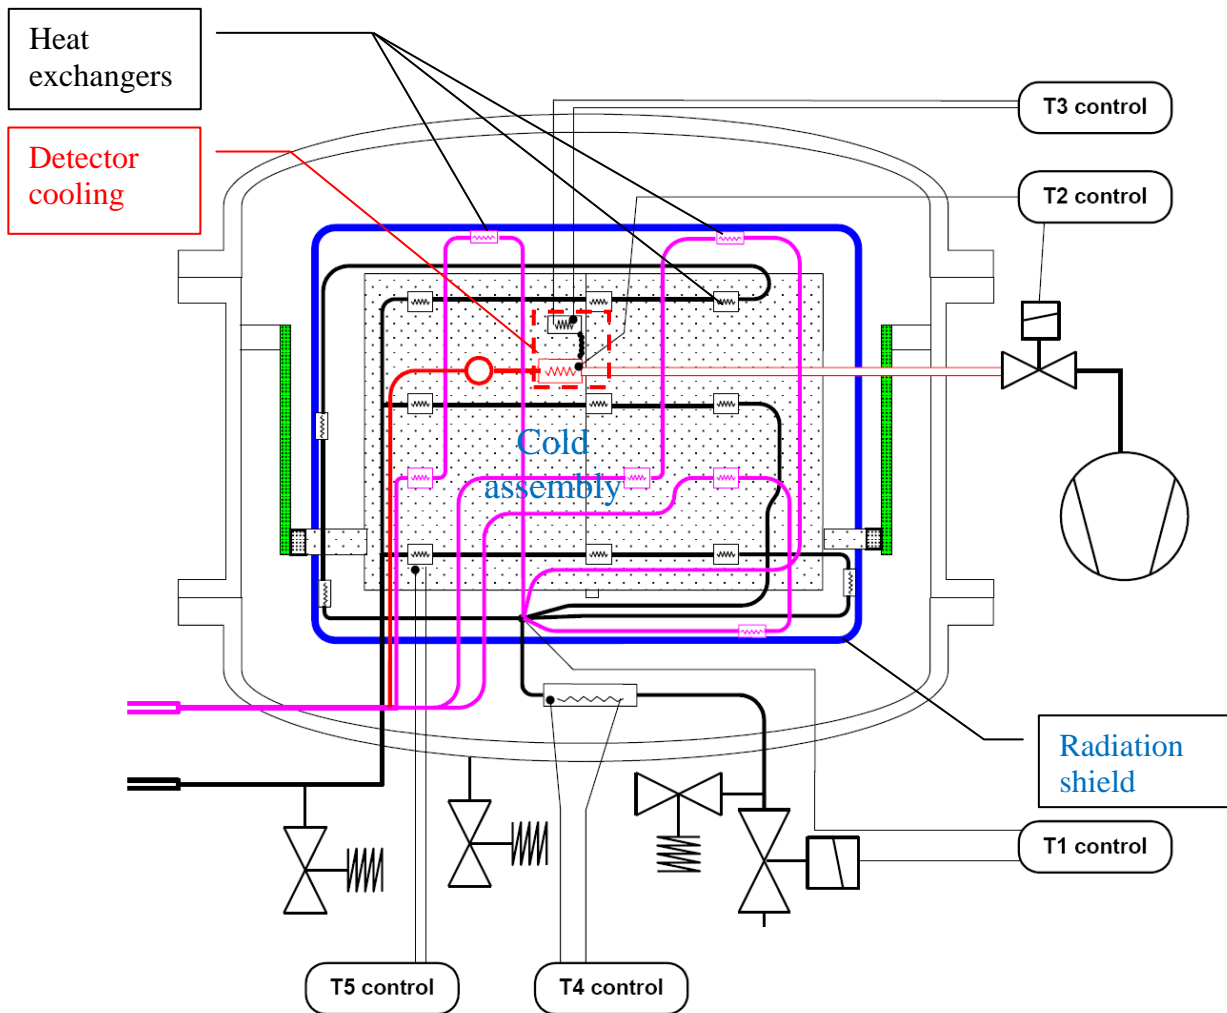 Heat
exchangers
T3 control
Detector
cooling
T2 control
Cold
assembly
Radiation
shield
T1 control
T5 control
T4 control